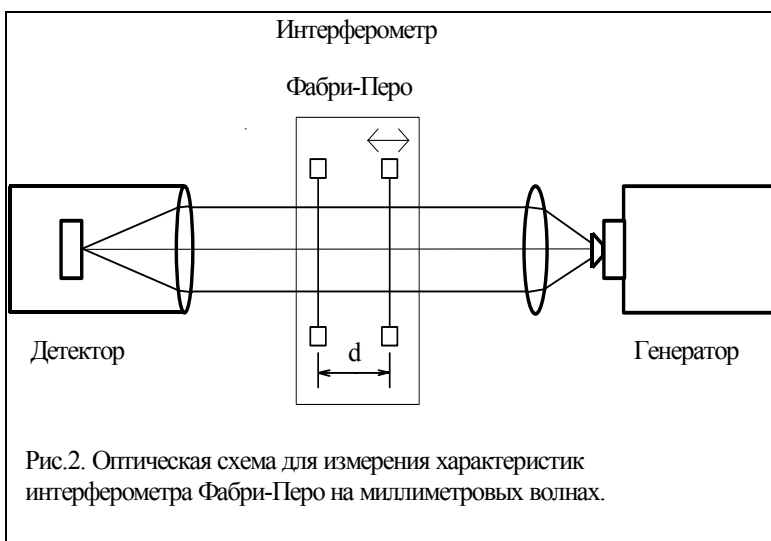 Интерферометр
Фабри-Перо
Детектор
d
Генератор
Рис.2. Оптическая схема для измерения характеристик
интерферометра Фабри-Перо на миллиметровых волнах.